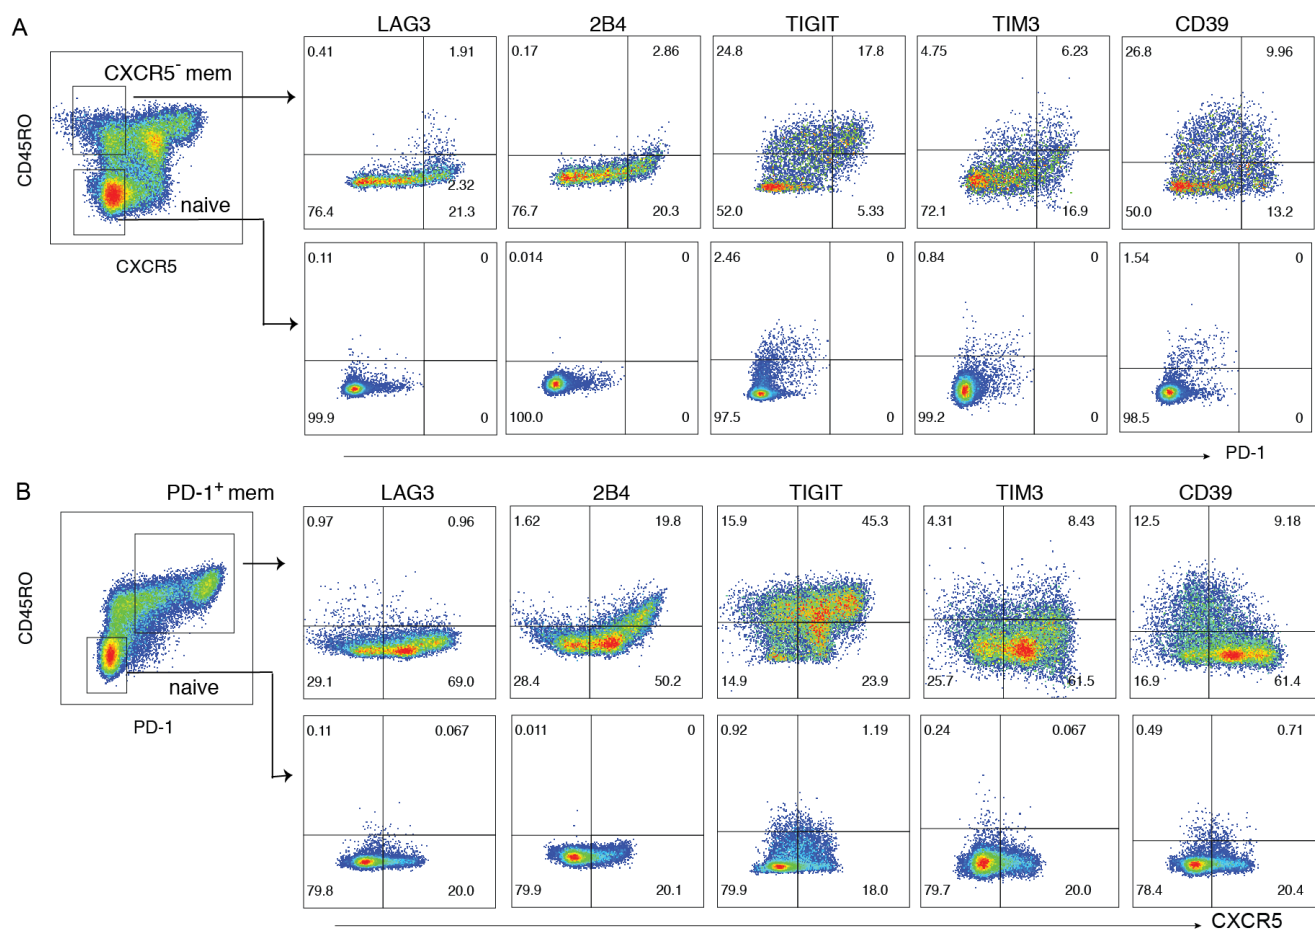 A
LAG3 2B4 TIGIT TIM3 CD39
CXCR5- mem
CD45RO
naive
CXCR5
0.41 1.91 0.17 2.86 24.8 17.8 4.75 6.23 26.8 9.96
2.32
76.4 21.3 76.7 20.3 52.0 5.33 72.1 16.9 50.0 13.2
0.11 0 0.014 0 2.46 0 0.84 0 1.54 0
99.9 0 100.0 0 97.5 0 99.2 0 98.5 0
PD-1
B
PD-1+ mem
LAG3 2B4 TIGIT TIM3 CD39
CD45RO
naive
PD-1
0.97 0.96 1.62 19.8 15.9 45.3 4.31 8.43 12.5 9.18
29.1 69.0 28.4 50.2 14.9 23.9 25.7 61.5 16.9 61.4
0.11 0.067 0.011 0 0.92 1.19 0.24 0.067 0.49 0.71
79.8 20.0 79.9 20.1 79.9 18.0 79.7 20.0 78.4 20.4
CXCR5